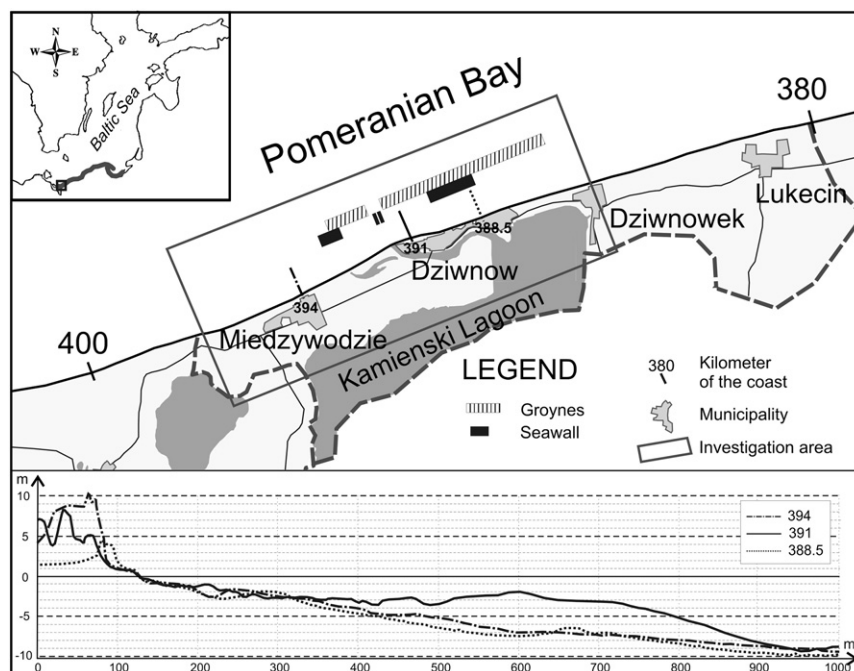 N
W E
S
Baltic Sea
Pomeranian Bay
380
Lukecin
Dziwnowek
388.5
391
Dziwnow
394
Miedzywodzie
400
Kamienski Lagoon
LEGEND
Groynes
Seawall
380 Kilometer
of the coast
Municipality
Investigation area
m
10
5
0
-5
-10
394
391
388.5
m
0 100 200 300 400 500 600 700 800 900 1000